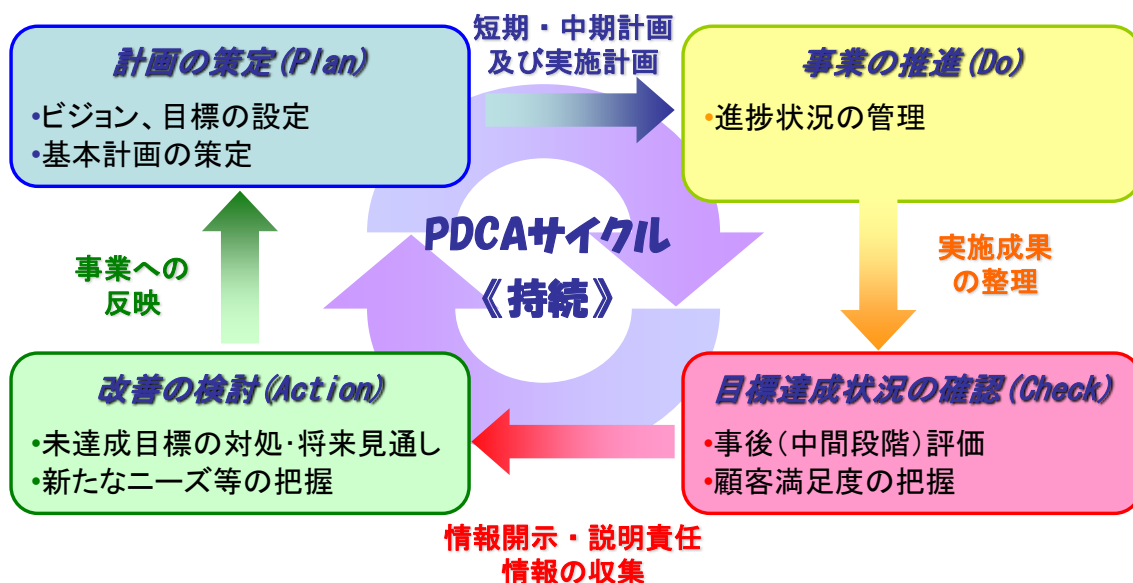 計画の策定(Plan)
・ビジョン、目標の設定
・基本計画の策定
短期・中期計画
及び実施計画
事業の推進(Do)
・進捗状況の管理
PDCAサイクル
《持続》
実施成果
の整理
事業への
反映
改善の検討(Action)
・未達成目標の対処・将来見通し
・新たなニーズ等の把握
目標達成状況の確認(Check)
・事後(中間段階)評価
・顧客満足度の把握
情報開示・説明責任
情報の収集